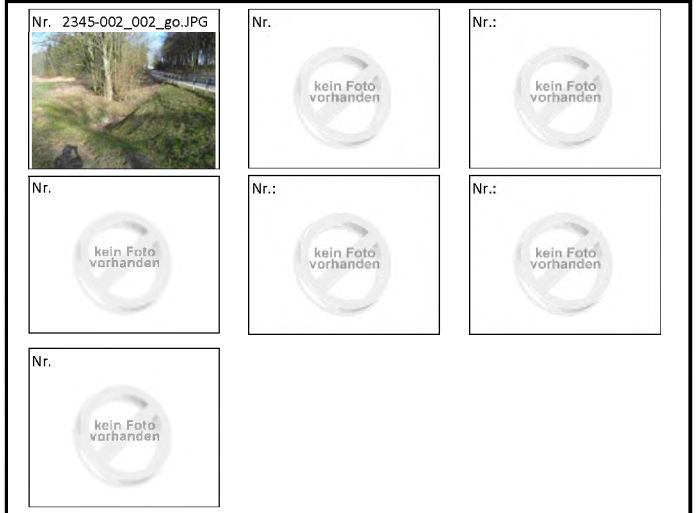 Nr. 2345-002_002_go.JPG
Nr.
Nr.:
kein Foto
vorhanden
kein Foto
vorhanden
Nr.
Nr.:
Nr.:
kein Foto
vorhanden
kein Foto
vorhanden
kein Foto
vorhanden
Nr.
kein Foto
vorhanden